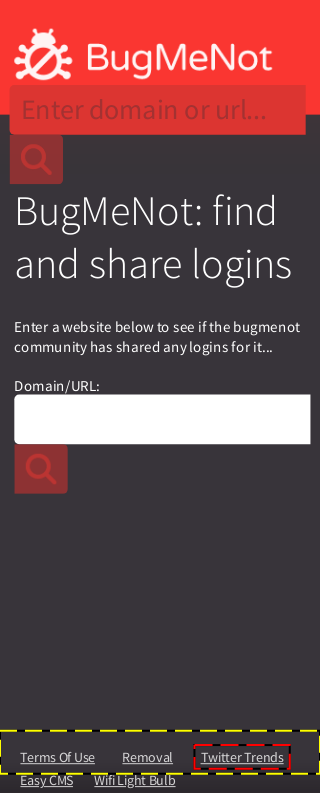 BugMeNot
Enter domain or url...
BugMeNot: find
and share logins
Enter a website below to see if the bugmenot
community has shared any logins for it...
Domain/URL:
Terms Of Use Removal Twitter Trends
Easy CMS Wifi Light Bulb